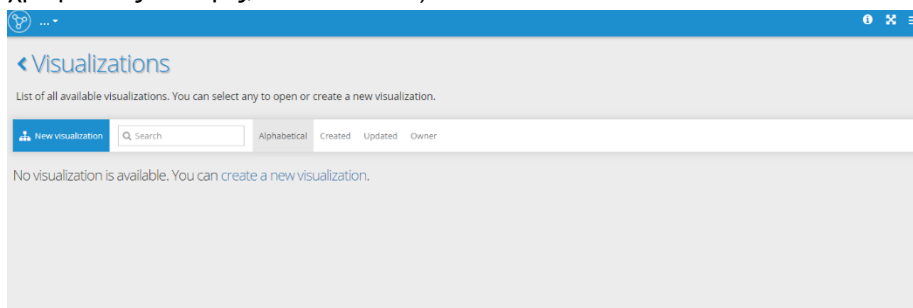 ...
Visualizations
List of all available visualizations. You can select any to open or create a new visualization.
New visualization Search Alphabetical Created Updated Owner
No visualization is available. You can create a new visualization.